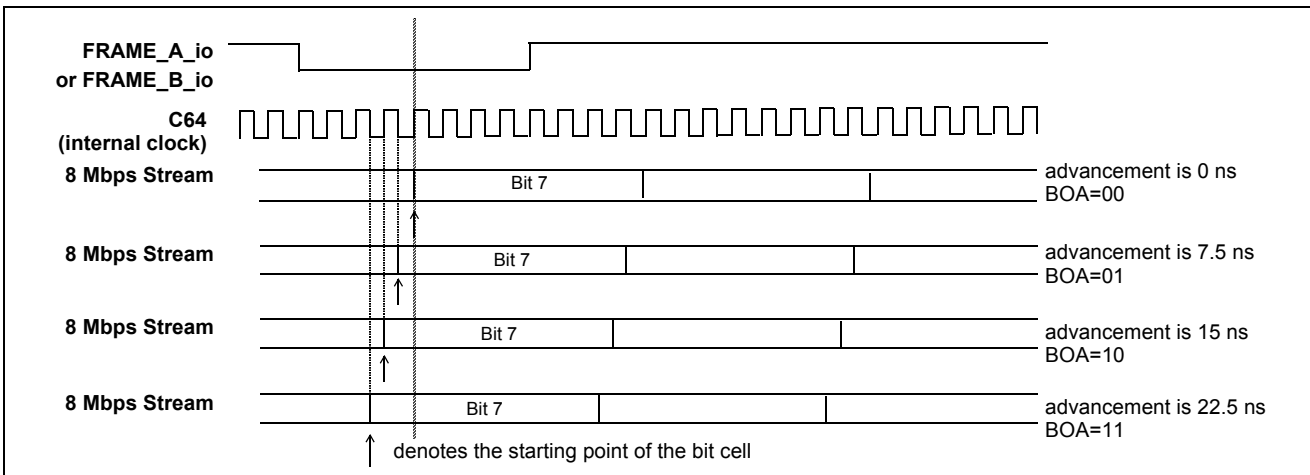 FRAME_A_io
or FRAME_B_io
C64
(internal clock)
8 Mbps Stream
Bit 7
advancement is 0 ns
BOA=00
8 Mbps Stream
Bit 7
advancement is 7.5 ns
BOA=01
8 Mbps Stream
Bit 7
advancement is 15 ns
BOA=10
8 Mbps Stream
Bit 7
advancement is 22.5 ns
BOA=11
denotes the starting point of the bit cell